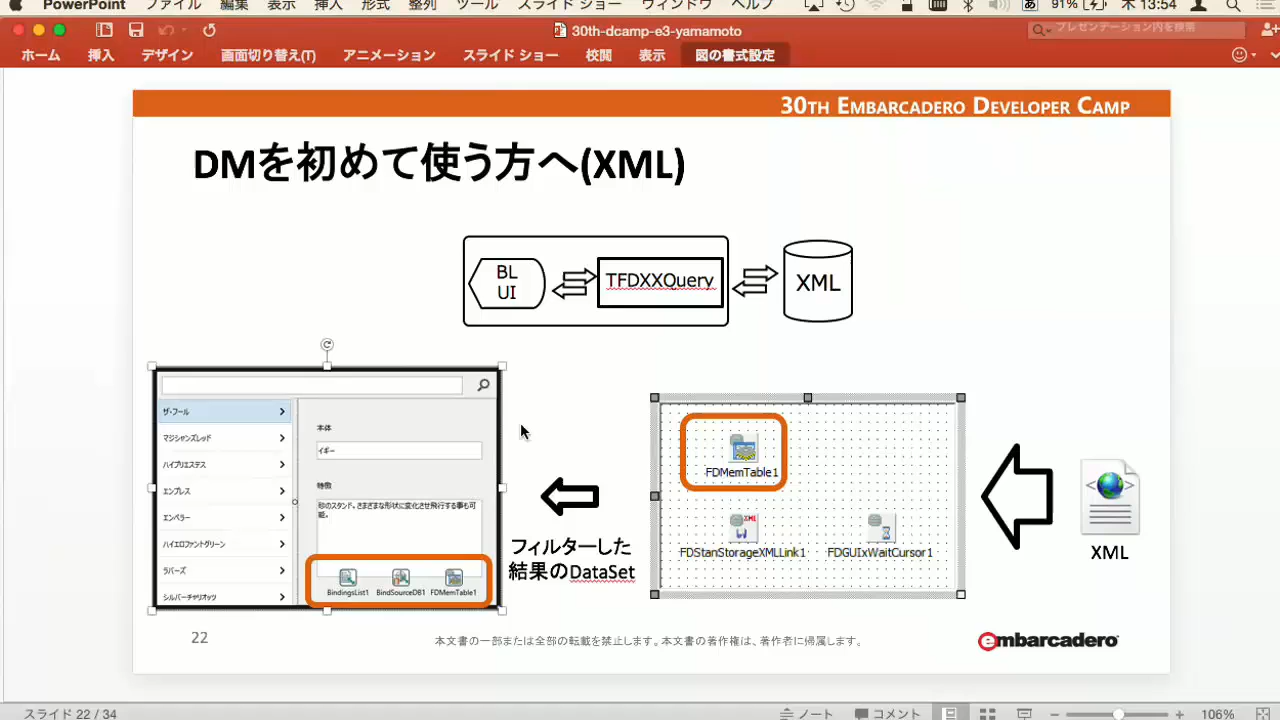 PowerPoint ファイル 編集 表示 挿入 形式 整列 ツール スライド ショー ウィンドウ ヘルプ 91% 木 13:54
30th-dcamp-e3-yamamoto
プレゼンテーション内を検索
ホーム 挿入 デザイン 画面切り替え(T) アニメーション スライド ショー 校閲 表示 図の書式設定
30TH EMBARCADERO DEVELOPER CAMP
DMを初めて使う方へ(XML)
BL
UI
TFDXXQuery
XML
ザ・フール
マジシャンズレッド
ハイプリエステス
エンプレス
エンペラー
ハイエロファントグリーン
ラバーズ
シルバーチャリオッツ
本体
イギー
特徴
砂のスタンド。さまざまな形状に変化させ飛行する事も可
能。
BindingsList1 BindSourceDB1 FDMemTable1
フィルターした
結果のDataSet
FDMemTable1
FDStanStorageXMLLink1 FDGUIxWaitCursor1
XML
22
本文書の一部または全部の転載を禁止します。本文書の著作権は、著作者に帰属します。
embarcadero
スライド 22 / 34 ノート コメント 106%